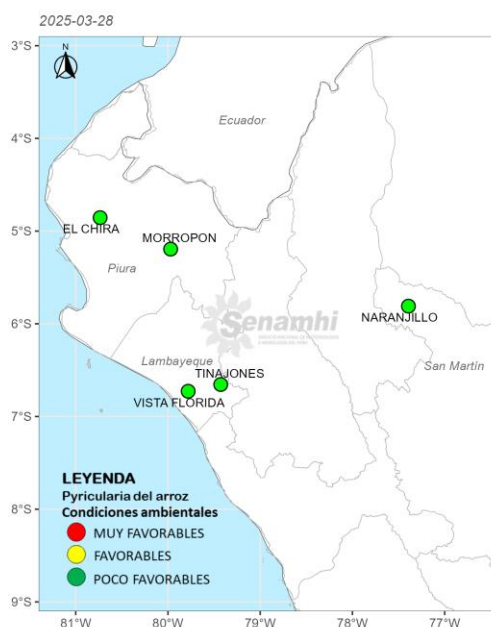 2025-03-28
N
3°S
Ecuador
4°S
EL CHIRA
5°S
MORROPON
Piura
NARANJILLO
6°S
Senamhi
Lambayeque
TINAJONES
San Martín
VISTA FLORIDA
7°S
LEYENDA
Pyricularia del arroz
Condiciones ambientales
MUY FAVORABLES
FAVORABLES
POCO FAVORABLES
8°S
9°S
81°W 80°W 79°W 78°W 77°W